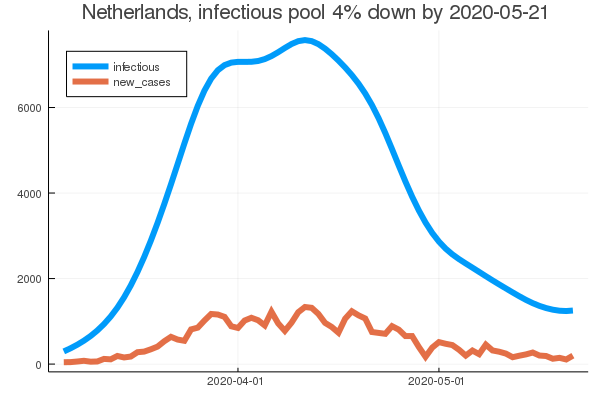 Netherlands, infectious pool 4% down by 2020-05-21
infectious
new_cases
6000
4000
2000
0
2020-04-01 2020-05-01